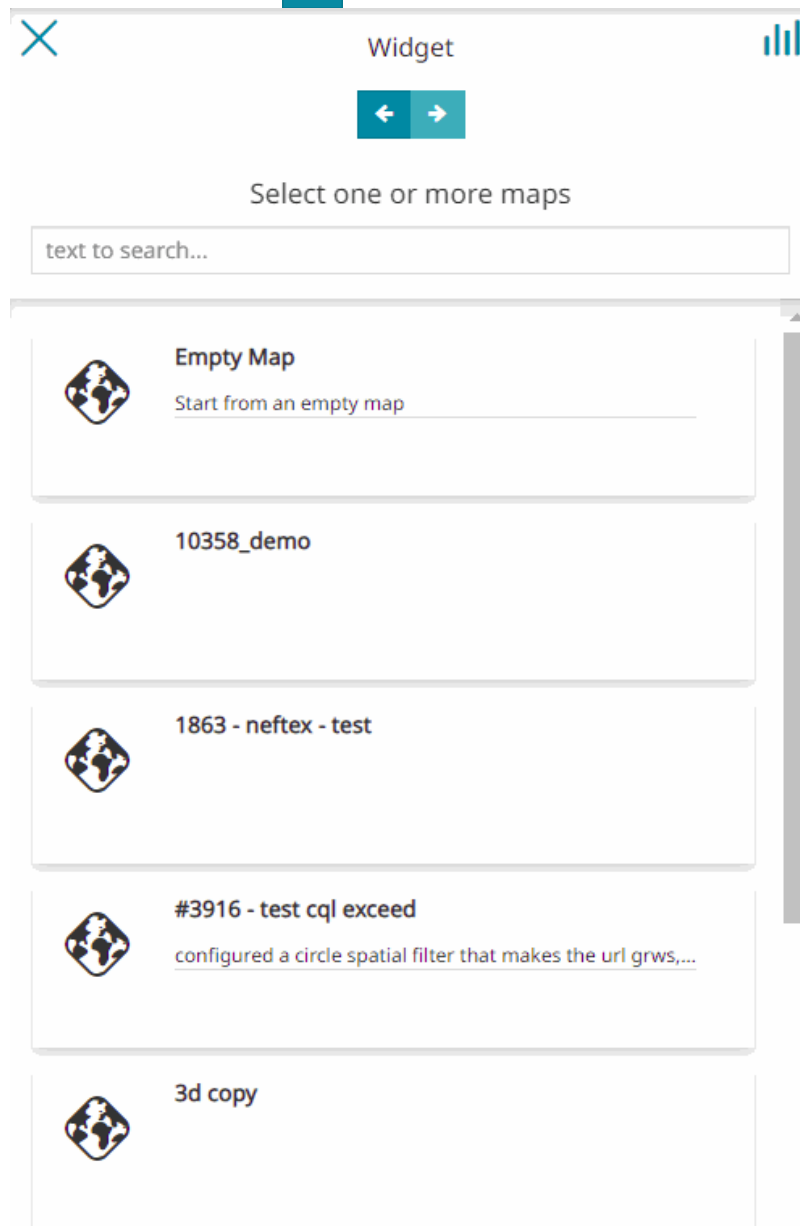 Widget
Select one or more maps
text to search...
Empty Map
Start from an empty map
10358_demo
1863 - neftex - test
#3916 - test cql exceed
configured a circle spatial filter that makes the url grws,...
3d copy